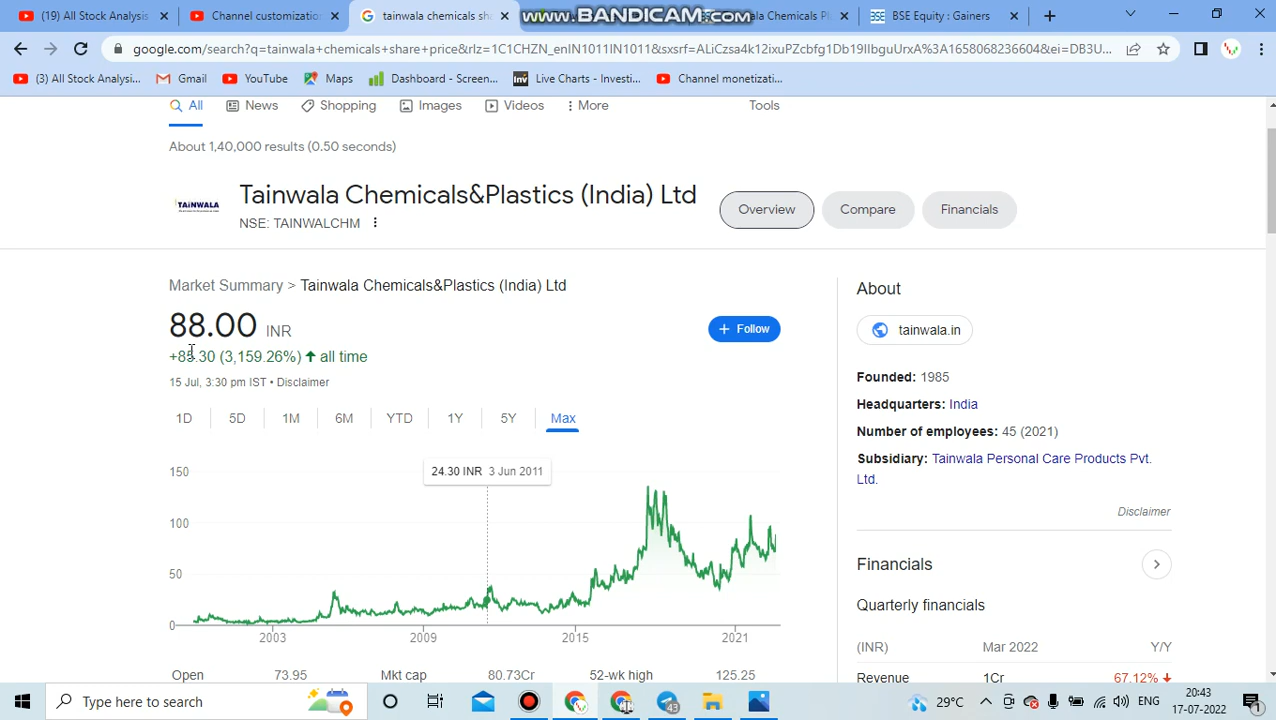 (19) All Stock Analysis
Channel customization
tainwala chemicals sh
www.BANDICAM.com
wala Chemicals Pl
BSE Equity : Gainers
google.com/search?q=tainwala+chemicals+share+price&rlz=1C1CHZN_enIN1011IN1011&sxsrf=ALiCzsa4k12ixuPZcbfg1Db19IIbguUrxA%3A1658068236604&ei=DB3U...
(3) All Stock Analysi...
Gmail
YouTube
Maps
Dashboard - Screen...
Inv
Live Charts - Investi...
Channel monetizati...
All
News
Shopping
Images
Videos
More
Tools
About 1,40,000 results (0.50 seconds)
TAINWALA
Tainwala Chemicals&Plastics (India) Ltd
NSE: TAINWALCHM
Overview
Compare
Financials
Market Summary > Tainwala Chemicals&Plastics (India) Ltd
88.00 INR
+85.30 (3,159.26%) ↑ all time
15 Jul, 3:30 pm IST • Disclaimer
+ Follow
1D
5D
1M
6M
YTD
1Y
5Y
Max
24.30 INR 3 Jun 2011
150
100
50
0
2003
2009
2015
2021
Open 73.95
Mkt cap 80.73Cr
52-wk high 125.25
About
tainwala.in
Founded: 1985
Headquarters: India
Number of employees: 45 (2021)
Subsidiary: Tainwala Personal Care Products Pvt.
Ltd.
Disclaimer
Financials
Quarterly financials
(INR) Mar 2022 Y/Y
Revenue 1Cr 67.12% ↓
Type here to search
43
29°C
ENG
20:43
17-07-2022
1